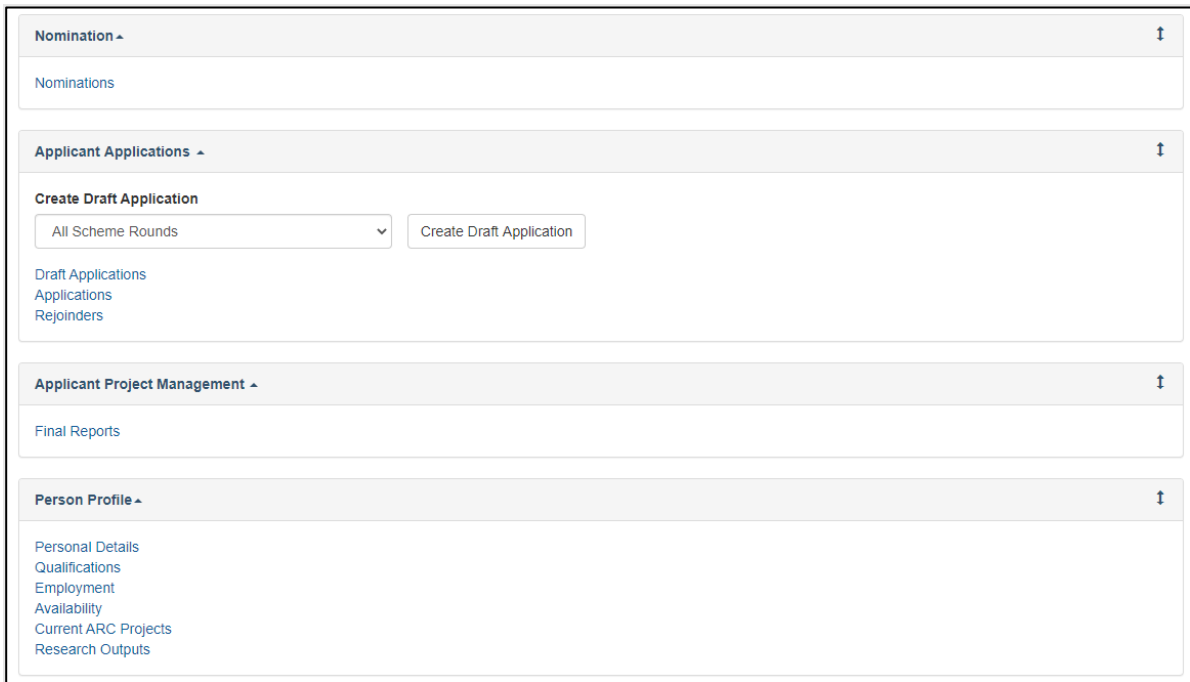 Nomination
Nominations
Applicant Applications
Create Draft Application
All Scheme Rounds Create Draft Application
Draft Applications
Applications
Rejoinders
Applicant Project Management
Final Reports
Person Profile
Personal Details
Qualifications
Employment
Availability
Current ARC Projects
Research Outputs